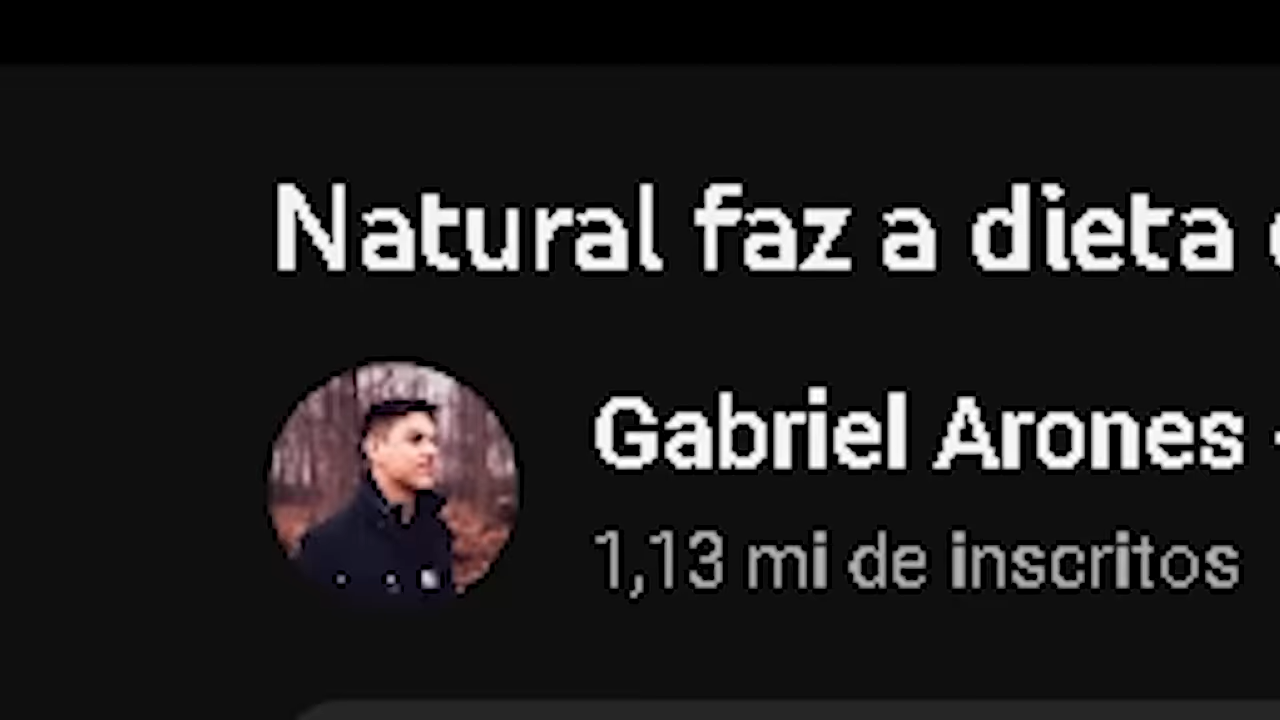 Natural faz a dieta
Gabriel Arones
1,13 mi de inscritos